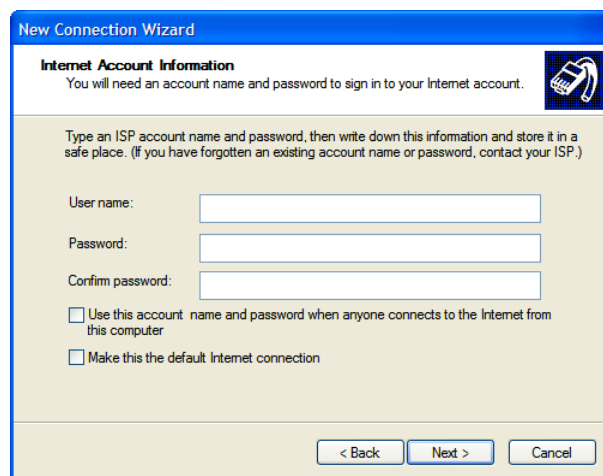 New Connection Wizard
Internet Account Information
You will need an account name and password to sign in to your Internet account.
Type an ISP account name and password, then write down this information and store it in a
safe place. (If you have forgotten an existing account name or password, contact your ISP.)
User name:
Password:
Confirm password:
Use this account name and password when anyone connects to the Internet from
this computer
Make this the default Internet connection
< Back
Next >
Cancel